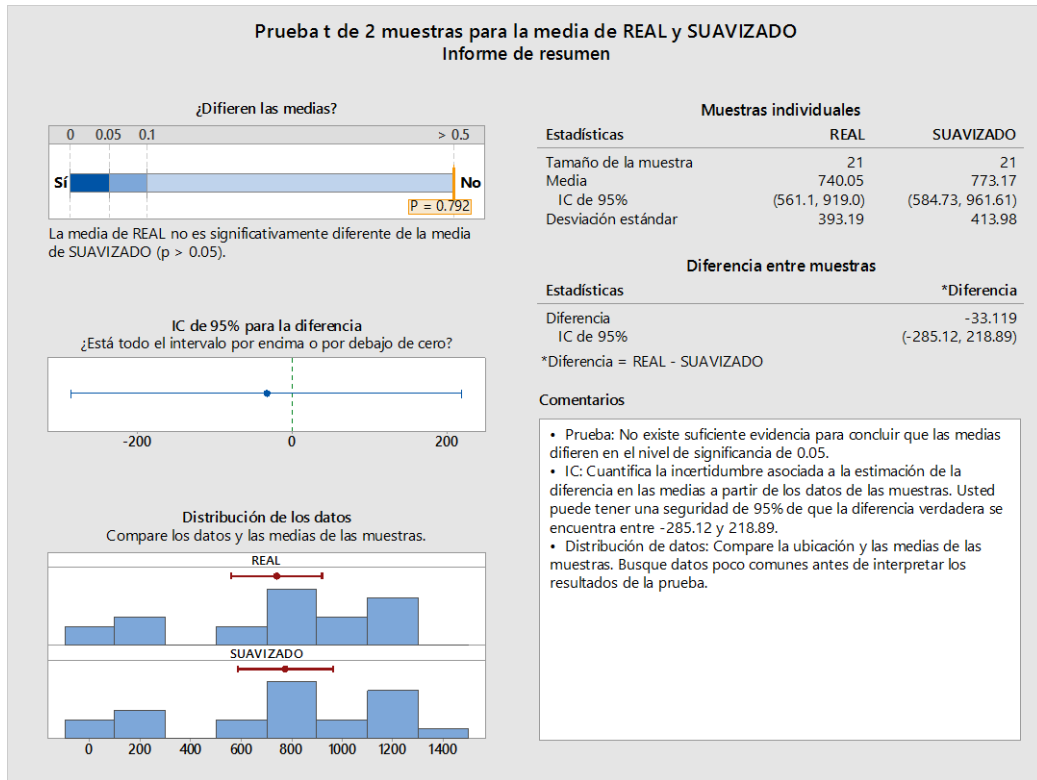 Prueba t de 2 muestras para la media de REAL y SUAVIZADO
Informe de resumen
¿Difieren las medias?
0 0.05 0.1 > 0.5
Sí No
P = 0.792
La media de REAL no es significativamente diferente de la media
de SUAVIZADO (p > 0.05).
IC de 95% para la diferencia
¿Está todo el intervalo por encima o por debajo de cero?
-200 0 200
Distribución de los datos
Compare los datos y las medias de las muestras.
REAL
SUAVIZADO
0 200 400 600 800 1000 1200 1400
Muestras individuales
Estadísticas REAL SUAVIZADO
Tamaño de la muestra 21 21
Media 740.05 773.17
IC de 95% (561.1, 919.0) (584.73, 961.61)
Desviación estándar 393.19 413.98
Diferencia entre muestras
Estadísticas *Diferencia
Diferencia -33.119
IC de 95% (-285.12, 218.89)
*Diferencia = REAL - SUAVIZADO
Comentarios
• Prueba: No existe suficiente evidencia para concluir que las medias
difieren en el nivel de significancia de 0.05.
• IC: Cuantifica la incertidumbre asociada a la estimación de la
diferencia en las medias a partir de los datos de las muestras. Usted
puede tener una seguridad de 95% de que la diferencia verdadera se
encuentra entre -285.12 y 218.89.
• Distribución de datos: Compare la ubicación y las medias de las
muestras. Busque datos poco comunes antes de interpretar los
resultados de la prueba.